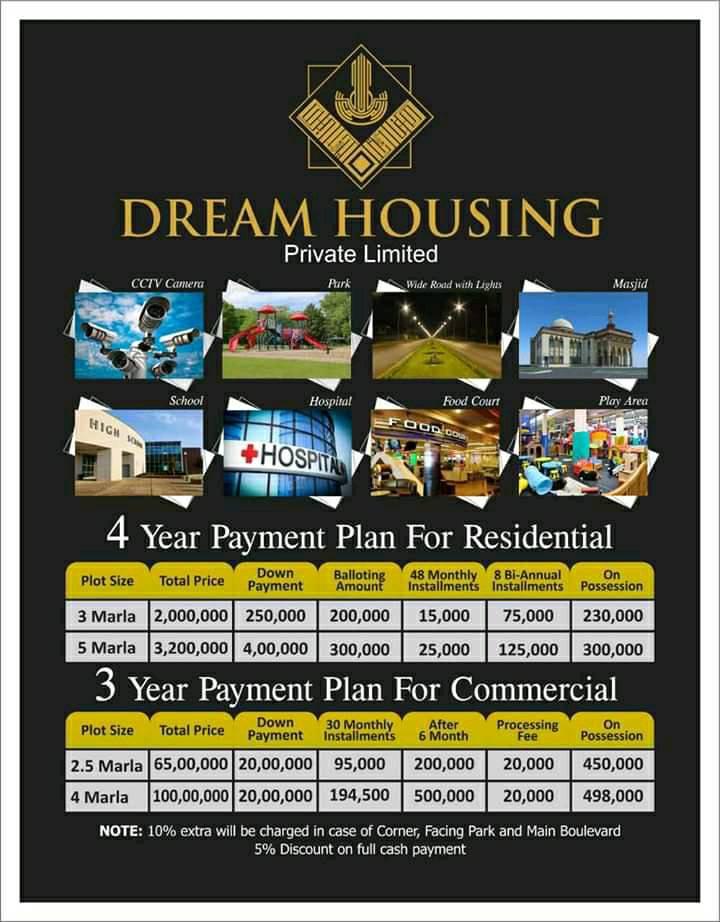 DREAM HOUSING
Private Limited
CCTV Camera Park Wide Road with Lights Masjid
HIGH
+HOSPITAL
FOOD COURT
School Hospital Food Court Play Area
4 Year Payment Plan For Residential
Plot Size Total Price Down Payment Balloting Amount 48 Monthly Installments 8 Bi-Annual Installments On Possession
3 Marla 2,000,000 250,000 200,000 15,000 75,000 230,000
5 Marla 3,200,000 4,00,000 300,000 25,000 125,000 300,000
3 Year Payment Plan For Commercial
Plot Size Total Price Down Payment 30 Monthly Installments After 6 Month Processing Fee On Possession
2.5 Marla 65,00,000 20,00,000 95,000 200,000 20,000 450,000
4 Marla 100,00,000 20,00,000 194,500 500,000 20,000 498,000
NOTE: 10% extra will be charged in case of Corner, Facing Park and Main Boulevard
5% Discount on full cash payment